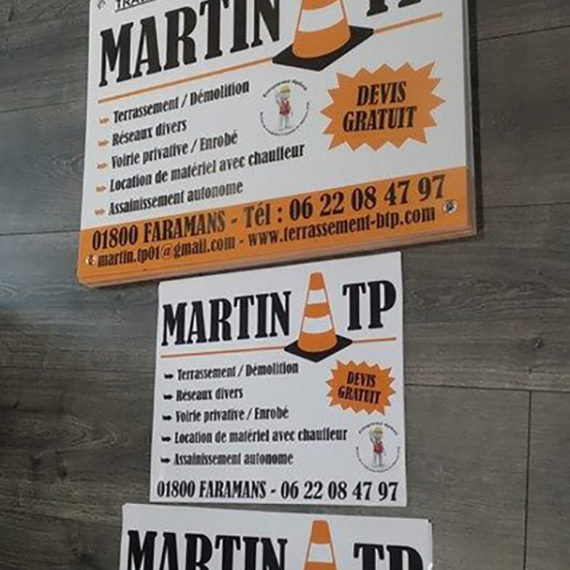 MARTIN TP
Terrassement / Démolition
Réseaux divers
Voirie privative / Enrobé
Location de matériel avec chauffeur
Assainissement autonome
DEVIS
GRATUIT
01800 FARAMANS - Tél : 06 22 08 47 97
martin.tp01@gmail.com - www.terrassement-btp.com
MARTIN TP
Terrassement / Démolition
Réseaux divers
Voirie privative / Enrobé
Location de matériel avec chauffeur
Assainissement autonome
DEVIS
GRATUIT
01800 FARAMANS - 06 22 08 47 97
MARTIN TP